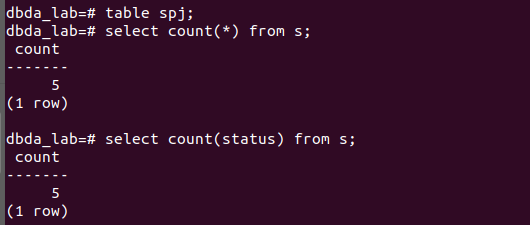 dbda_lab=# table spj;
dbda_lab=# select count(*) from s;
 count
-------
     5
(1 row)

dbda_lab=# select count(status) from s;
 count
-------
     5
(1 row)